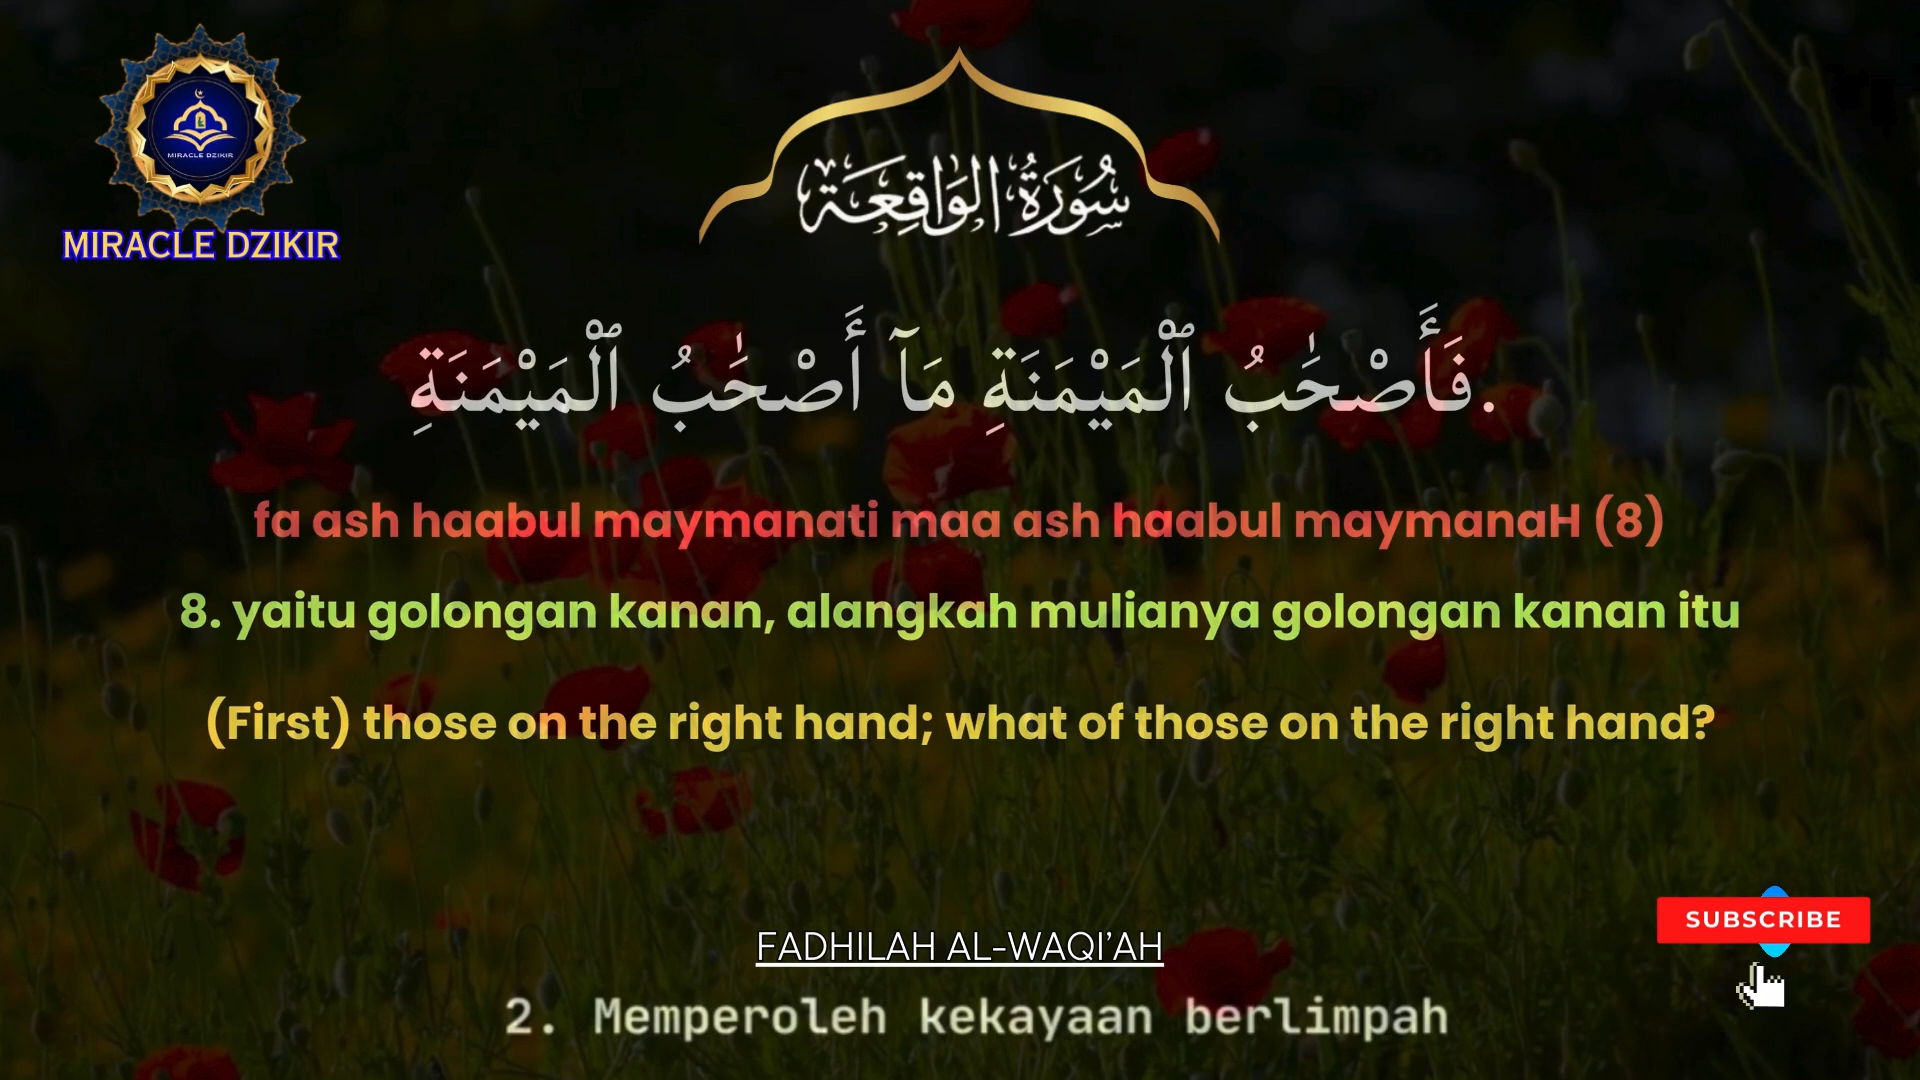 MIRACLE DZIKIR
MIRACLE DZIKIR
سُورَةُ الوَاقِعَة
فَأَصْحَٰبُ ٱلْمَيْمَنَةِ مَآ أَصْحَٰبُ ٱلْمَيْمَنَةِ.
fa ash haabul maymanati maa ash haabul maymanaH (8)
8. yaitu golongan kanan, alangkah mulianya golongan kanan itu
(First) those on the right hand; what of those on the right hand?
SUBSCRIBE
FADHILAH AL-WAQI'AH
2. Memperoleh kekayaan berlimpah